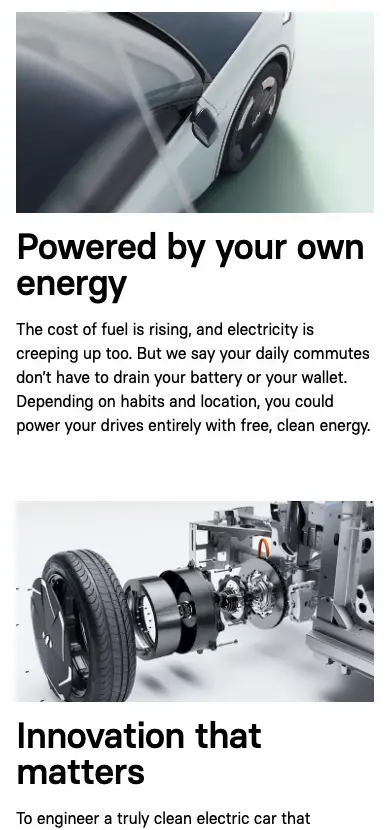 Powered by your own
energy
The cost of fuel is rising, and electricity is
creeping up too. But we say your daily commutes
don’t have to drain your battery or your wallet.
Depending on habits and location, you could
power your drives entirely with free, clean energy.
Innovation that
matters
To engineer a truly clean electric car that